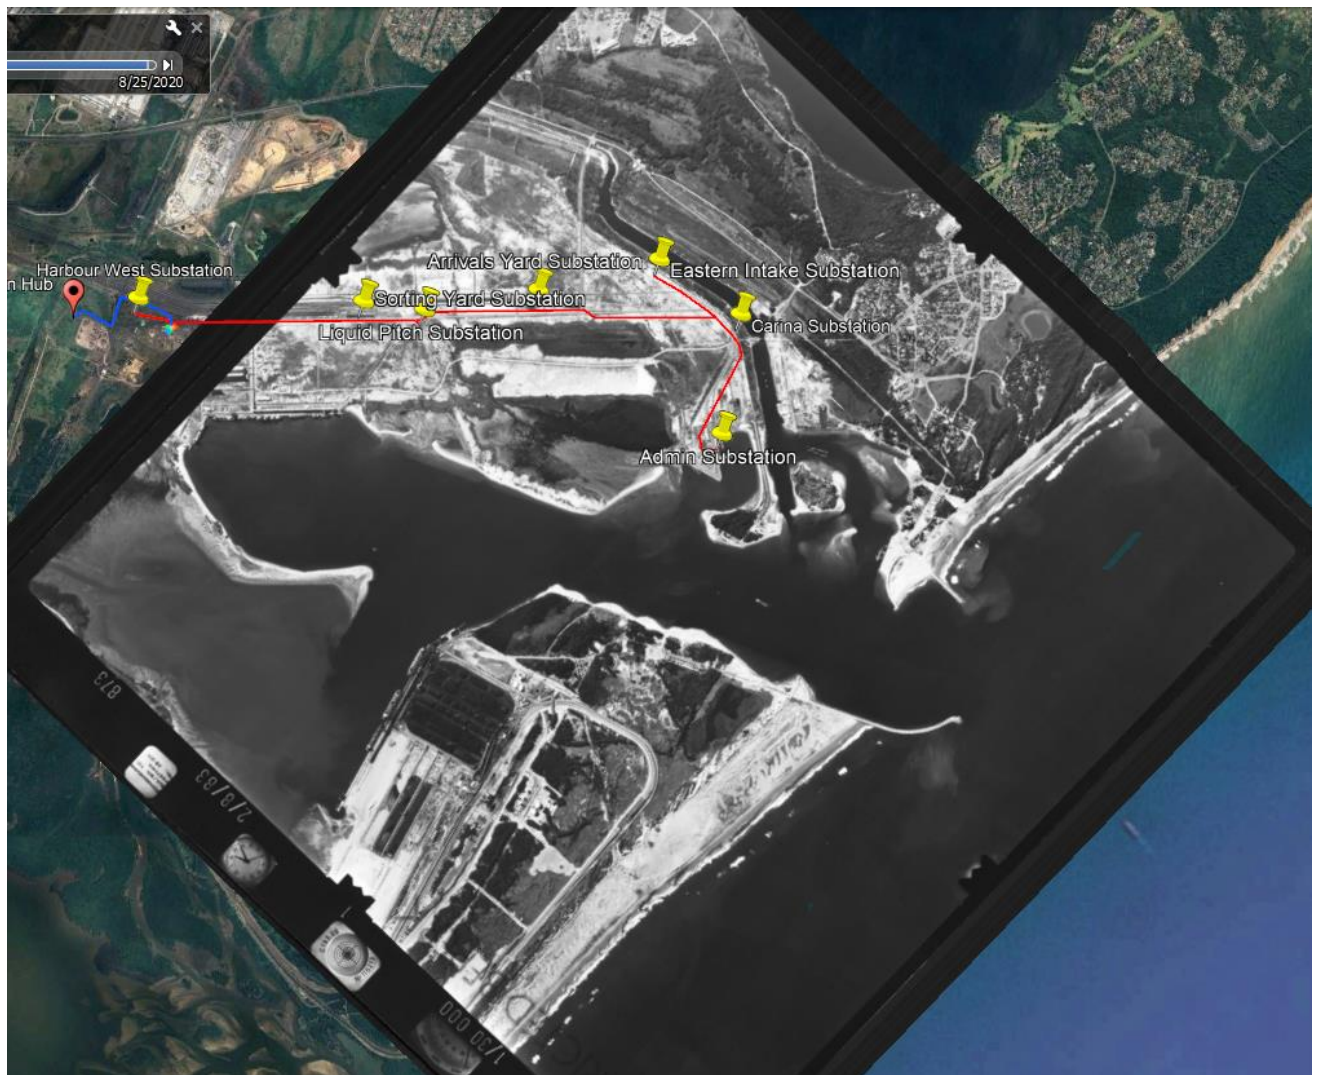 8/25/2020
Harbour West Substation
n Hub
Arrivals Yard Substation
Eastern Intake Substation
Sorting Yard Substation
Liquid Pitch Substation
Carina Substation
Admin Substation
873
2/8/83
1/30 000